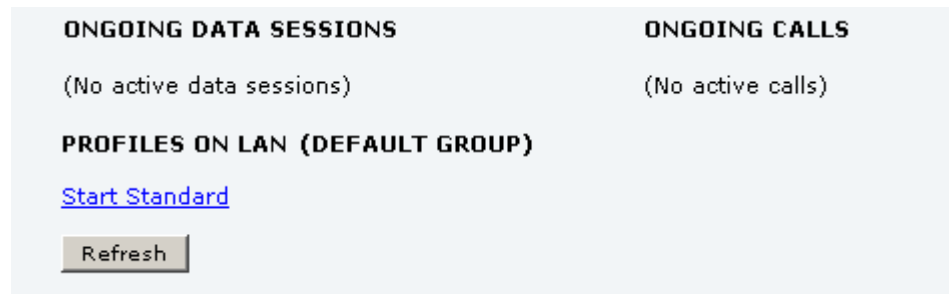 ONGOING DATA SESSIONS
ONGOING CALLS
(No active data sessions)
(No active calls)
PROFILES ON LAN (DEFAULT GROUP)
Start Standard
Refresh